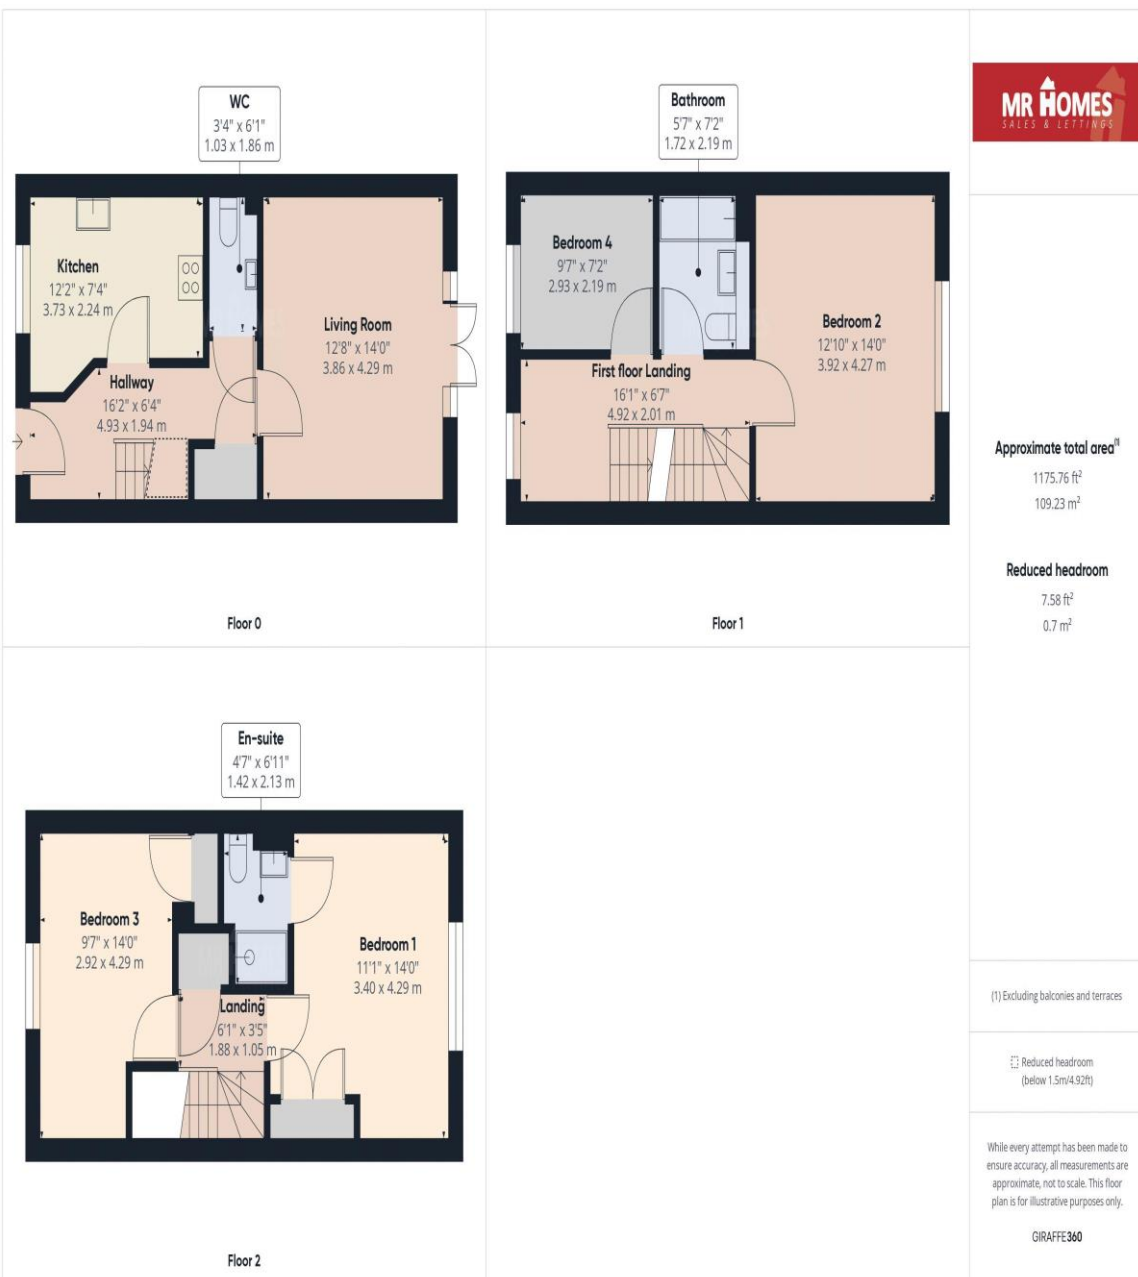 WC
3'4" x 6'1"
1.03 x 1.86 m
Kitchen
12'2" x 7'4"
3.73 x 2.24 m
Living Room
12'8" x 14'0"
3.86 x 4.29 m
Hallway
16'2" x 6'4"
4.93 x 1.94 m
Floor 0
Bathroom
5'7" x 7'2"
1.72 x 2.19 m
Bedroom 4
9'7" x 7'2"
2.93 x 2.19 m
Bedroom 2
12'10" x 14'0"
3.92 x 4.27 m
First floor Landing
16'1" x 6'7"
4.92 x 2.01 m
Floor 1
En-suite
4'7" x 6'11"
1.42 x 2.13 m
Bedroom 3
9'7" x 14'0"
2.92 x 4.29 m
Bedroom 1
11'1" x 14'0"
3.40 x 4.29 m
Landing
6'1" x 3'5"
1.88 x 1.05 m
Floor 2
MR HOMES
SALES & LETTINGS
Approximate total area(1)
1175.76 ft²
109.23 m²
Reduced headroom
7.58 ft²
0.7 m²
(1) Excluding balconies and terraces
Reduced headroom
(below 1.5m/4.92ft)
While every attempt has been made to
ensure accuracy, all measurements are
approximate, not to scale. This floor
plan is for illustrative purposes only.
GIRAFFE360